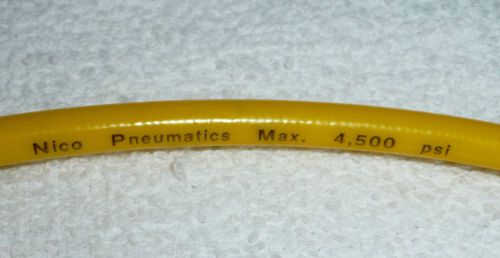 Nico Pneumatics Max. 4,500 psi